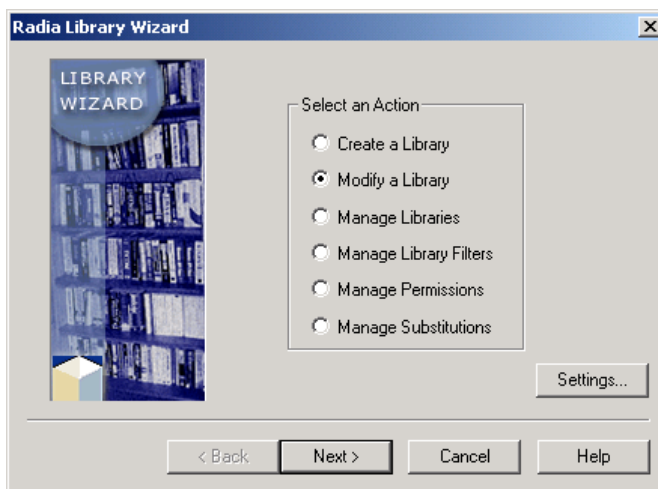 Radia Library Wizard
LIBRARY
WIZARD
Select an Action
Create a Library
Modify a Library
Manage Libraries
Manage Library Filters
Manage Permissions
Manage Substitutions
Settings...
< Back
Next >
Cancel
Help